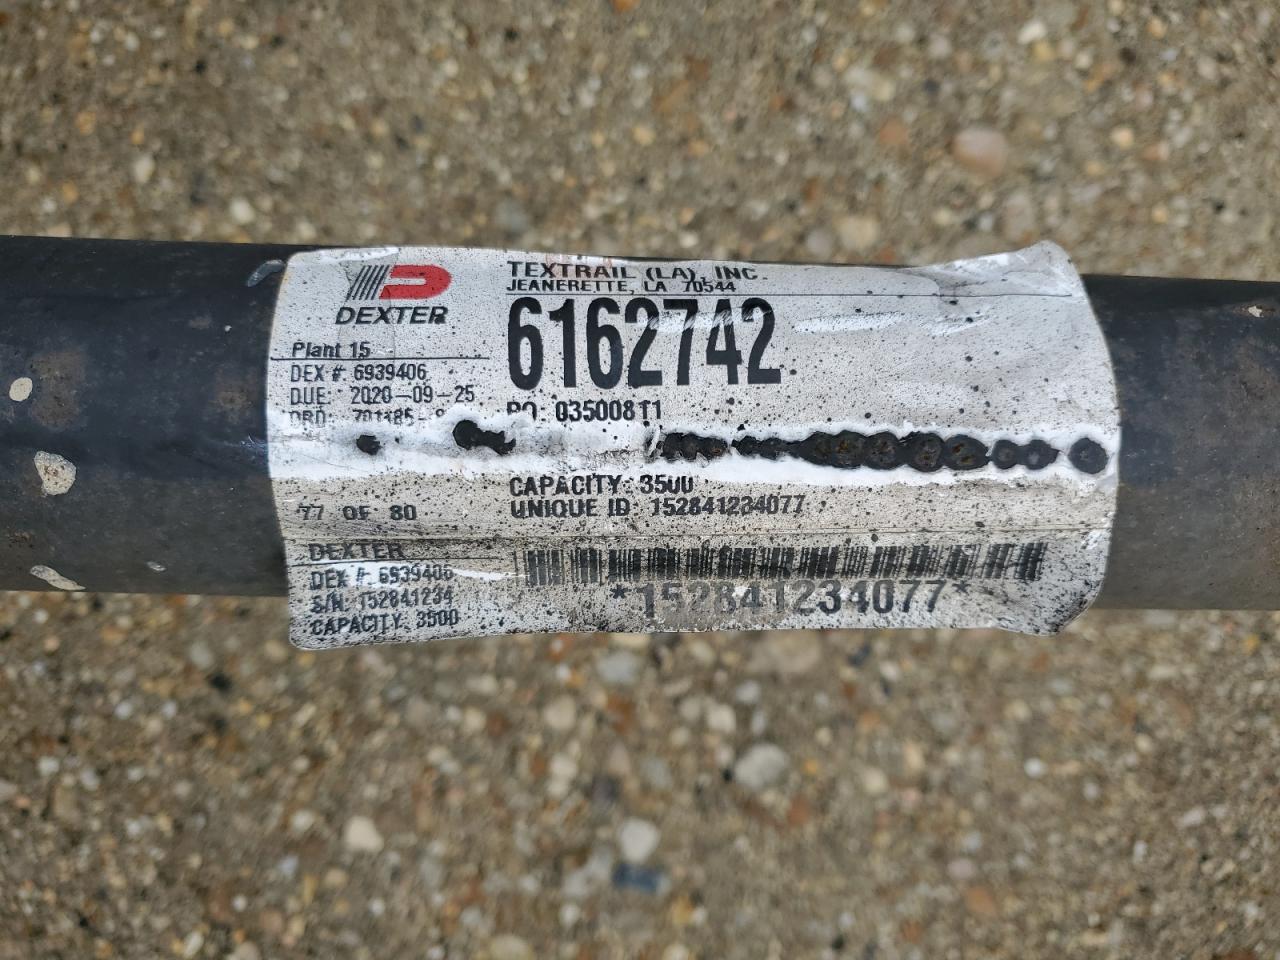 DEXTER
Plant 15
DEX #: 6939406
DUE: 2020-09-25
TEXTRAIL (LA), INC.
JEANERETTE, LA 70544
6162742
PO: 03500811
CAPACITY: 3500
UNIQUE ID: 152841234077
77 OF 80
DEXTER
DEX #: 6939406
S/N: 152841234
CAPACITY: 3500
*152841234077*